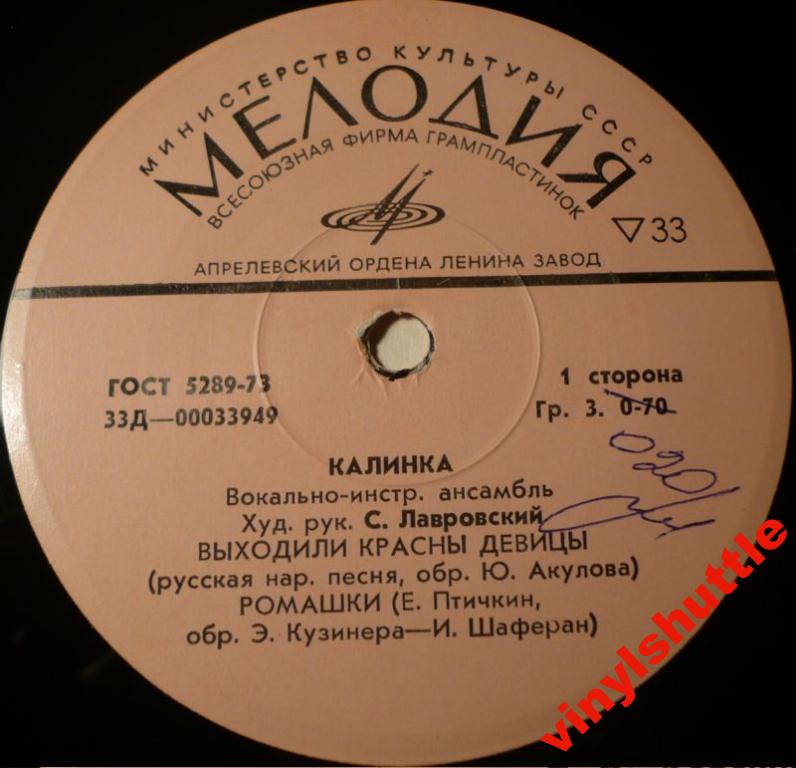 МИНИСТЕРСТВО КУЛЬТУРЫ СССР
МЕЛОДИЯ
ВСЕСОЮЗНАЯ ФИРМА ГРАМПЛАСТИНОК
33
АПРЕЛЕВСКИЙ ОРДЕНА ЛЕНИНА ЗАВОД
ГОСТ 5289-73
33Д—00033949
1 сторона
Гр. 3. 0-70
020
КАЛИНКА
Вокально-инстр. ансамбль
Худ. рук. С. Лавровский
ВЫХОДИЛИ КРАСНЫ ДЕВИЦЫ
(русская нар. песня, обр. Ю. Акулова)
РОМАШКИ (Е. Птичкин,
обр. Э. Кузинера—И. Шаферан)
vinylshuttle